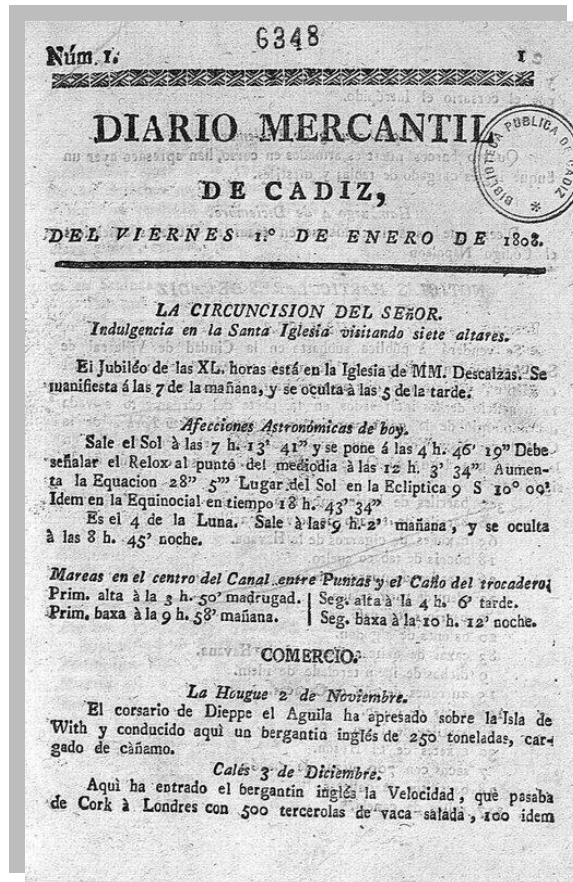 6348
Núm. 1. 1
DIARIO MERCANTIL
DE CADIZ,
DEL VIERNES 1.º DE ENERO DE 1808.
BIBLIOTECA PUBLICA DE CADIZ *
LA CIRCUNCISION DEL SEÑOR.
Indulgencia en la Santa Iglesia visitando siete altares.
El Jubiléo de las XL. horas está en la Iglesia de MM. Descalzas. Se
manifiesta á las 7 de la mañana, y se oculta á las 5 de la tarde.
Afecciones Astronómicas de hoy.
Sale el Sol à las 7 h. 13' 41" y se pone á las 4 h. 46' 19" Debe
señalar el Relox al punto del mediodia à las 12 h. 3' 34" Aumen-
ta la Equacion 28" 5'" Lugar del Sol en la Ecliptica 9 S 10° 09'
Idem en la Equinocial en tiempo 18 h. 43' 34"
Es el 4 de la Luna. Sale à las 9 h. 2' mañana, y se oculta
à las 8 h. 45' noche.
Mareas en el centro del Canal entre Puntas y el Caño del trocadero;
Prim. alta à la 3 h. 50' madrugad. | Seg. alta à la 4 h. 6' tarde.
Prim. baxa à la 9 h. 58' mañana. | Seg. baxa à la 10 h. 12' noche.
COMERCIO.
La Hougue 2 de Noviembre.
El corsario de Dieppe el Aguila ha apresado sobre la Isla de
With y conducido aquì un bergantin inglés de 250 toneladas, car-
gado de cáñamo.
Calés 3 de Diciembre.
Aquì ha entrado el bergantin inglés la Velocidad, que pasaba
de Cork à Londres con 500 tercerolas de vaca salada, 100 idem